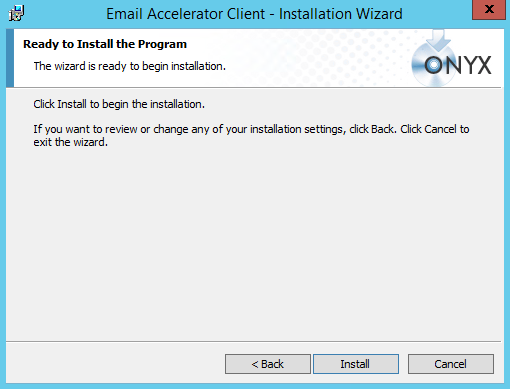 Email Accelerator Client - Installation Wizard
x
Ready to Install the Program
The wizard is ready to begin installation.
ONYX
Click Install to begin the installation.
If you want to review or change any of your installation settings, click Back. Click Cancel to
exit the wizard.
< Back
Install
Cancel